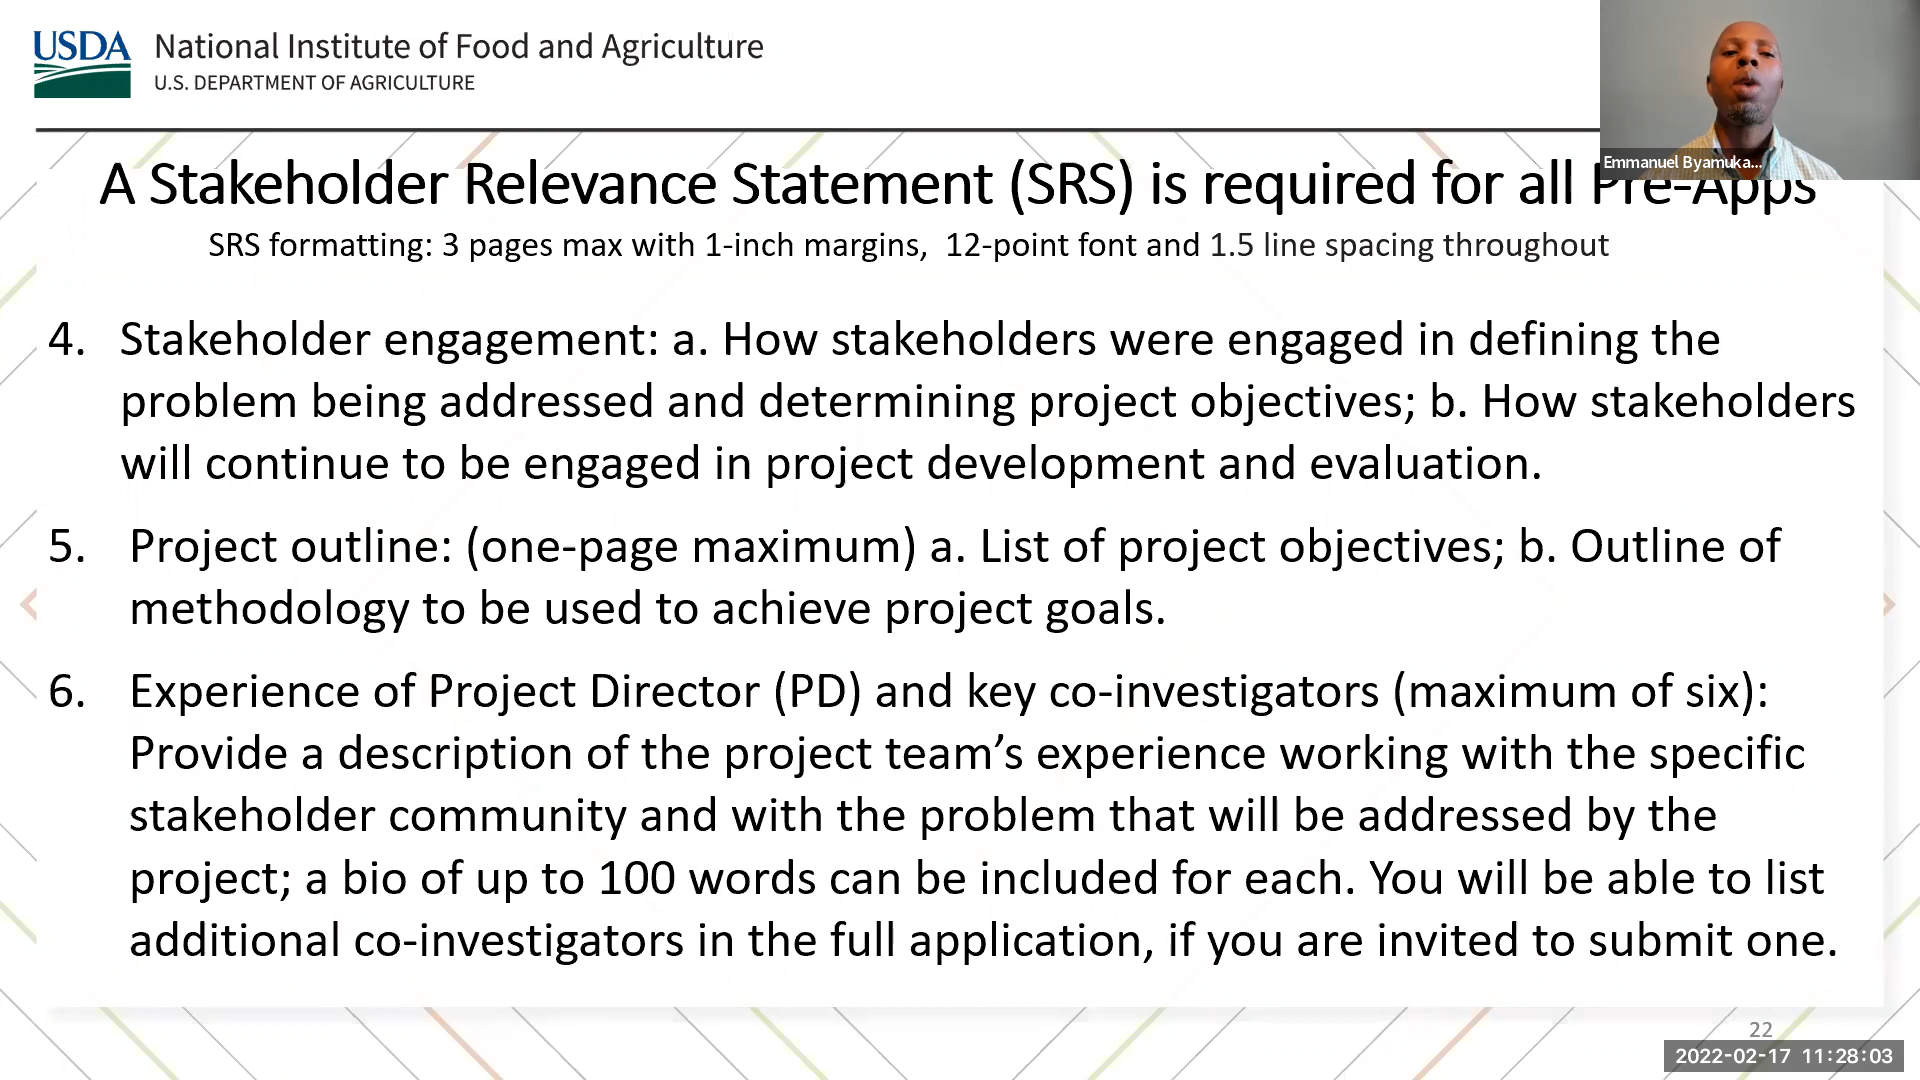 USDA
National Institute of Food and Agriculture
U.S. DEPARTMENT OF AGRICULTURE
Emmanuel Byamuka...
A Stakeholder Relevance Statement (SRS) is required for all Pre-Apps
SRS formatting: 3 pages max with 1-inch margins, 12-point font and 1.5 line spacing throughout
4. Stakeholder engagement: a. How stakeholders were engaged in defining the
problem being addressed and determining project objectives; b. How stakeholders
will continue to be engaged in project development and evaluation.
5. Project outline: (one-page maximum) a. List of project objectives; b. Outline of
methodology to be used to achieve project goals.
6. Experience of Project Director (PD) and key co-investigators (maximum of six):
Provide a description of the project team’s experience working with the specific
stakeholder community and with the problem that will be addressed by the
project; a bio of up to 100 words can be included for each. You will be able to list
additional co-investigators in the full application, if you are invited to submit one.
22
2022-02-17 11:28:03